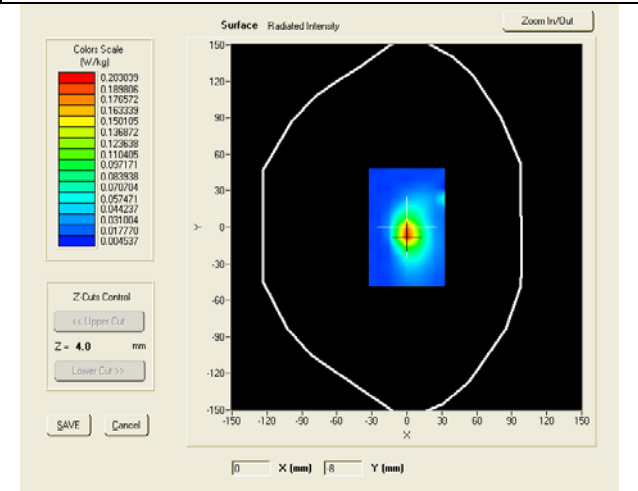 Surface Radiated Intensity
Zoom In/Out
Colors Scale
(W/kg)
0.203039
0.189806
0.176572
0.163339
0.150105
0.136872
0.123638
0.110405
0.097171
0.083938
0.070704
0.057471
0.044237
0.031004
0.017770
0.004537
Z-Cuts Control
<< Upper Cut
Z = 4.0 mm
Lower Cut >>
SAVE Cancel
150-
120-
90-
60-
30-
0-
-30-
-60-
-90-
-120-
-150-
Y
-150 -120 -90 -60 -30 0 30 60 90 120 150
X
0 X (mm) -8 Y (mm)